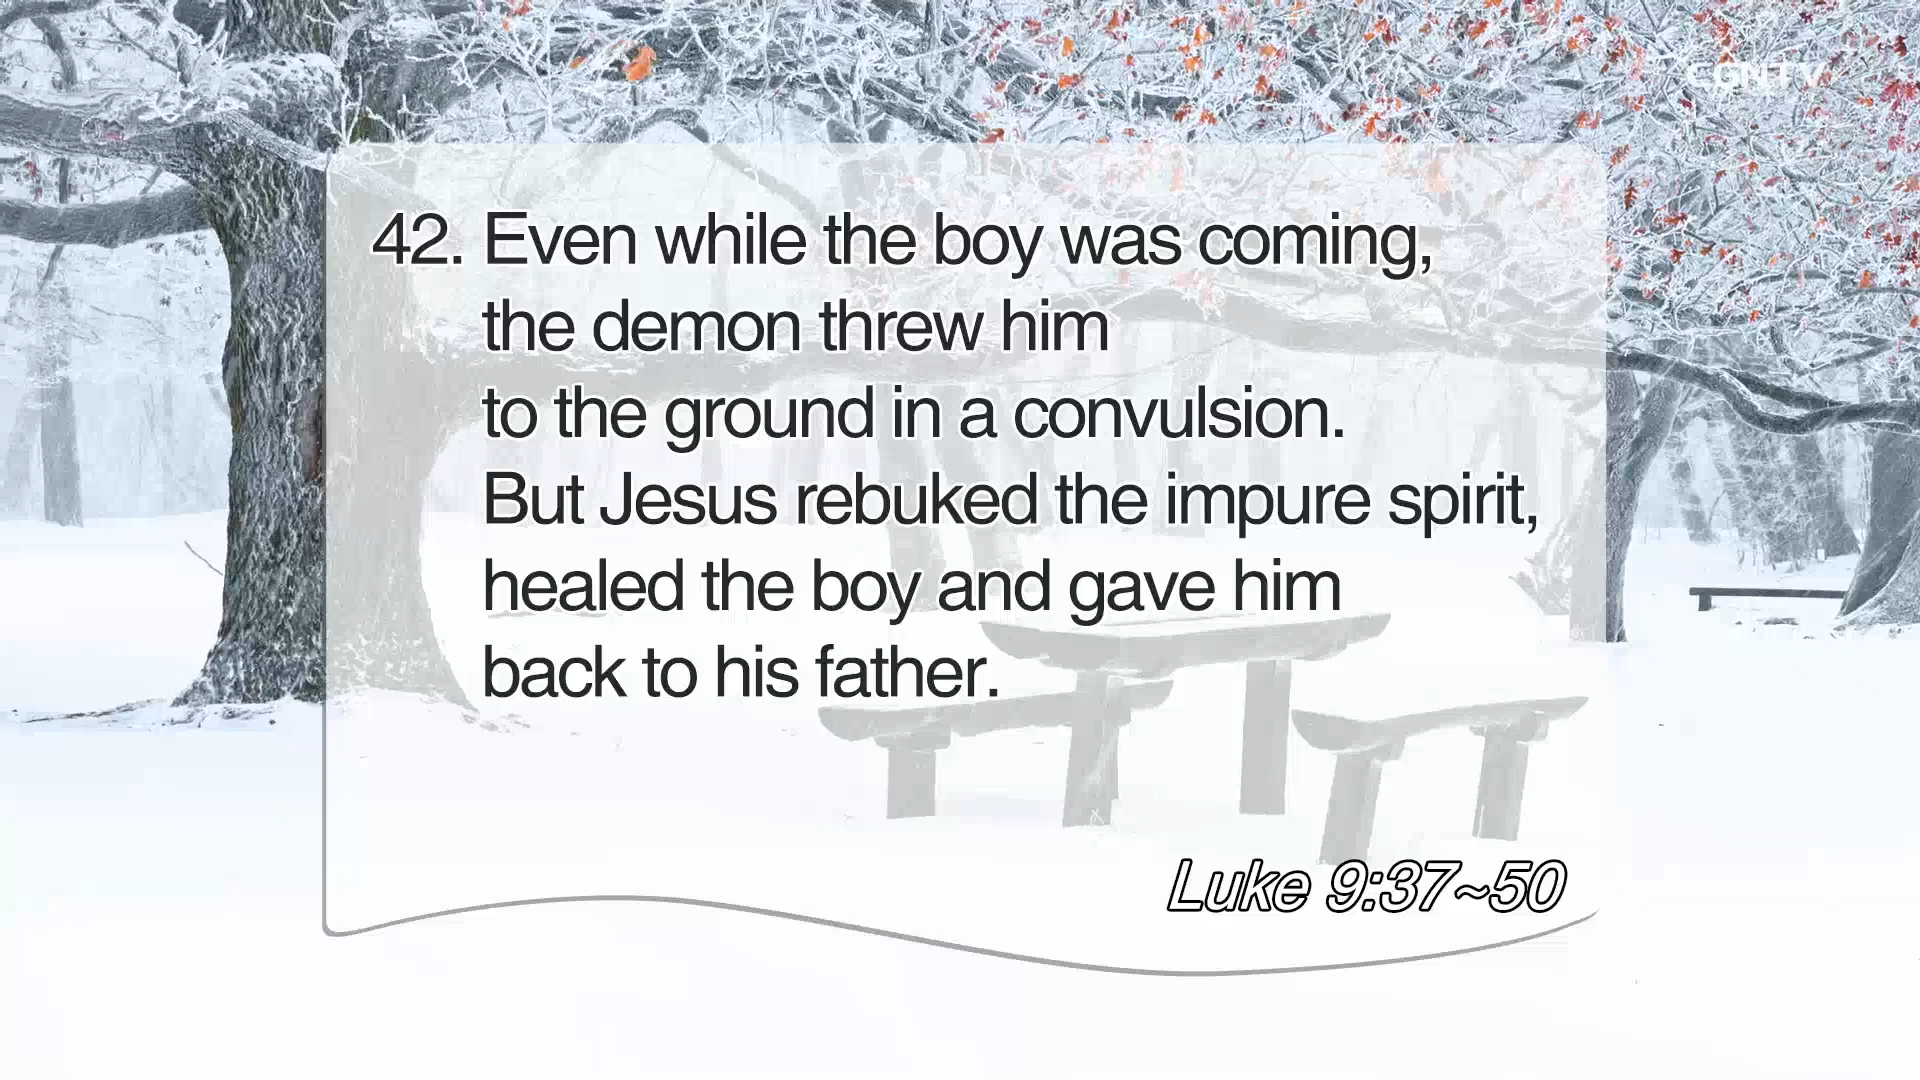 CGNTV
42. Even while the boy was coming,
the demon threw him
to the ground in a convulsion.
But Jesus rebuked the impure spirit,
healed the boy and gave him
back to his father.
Luke 9:37~50